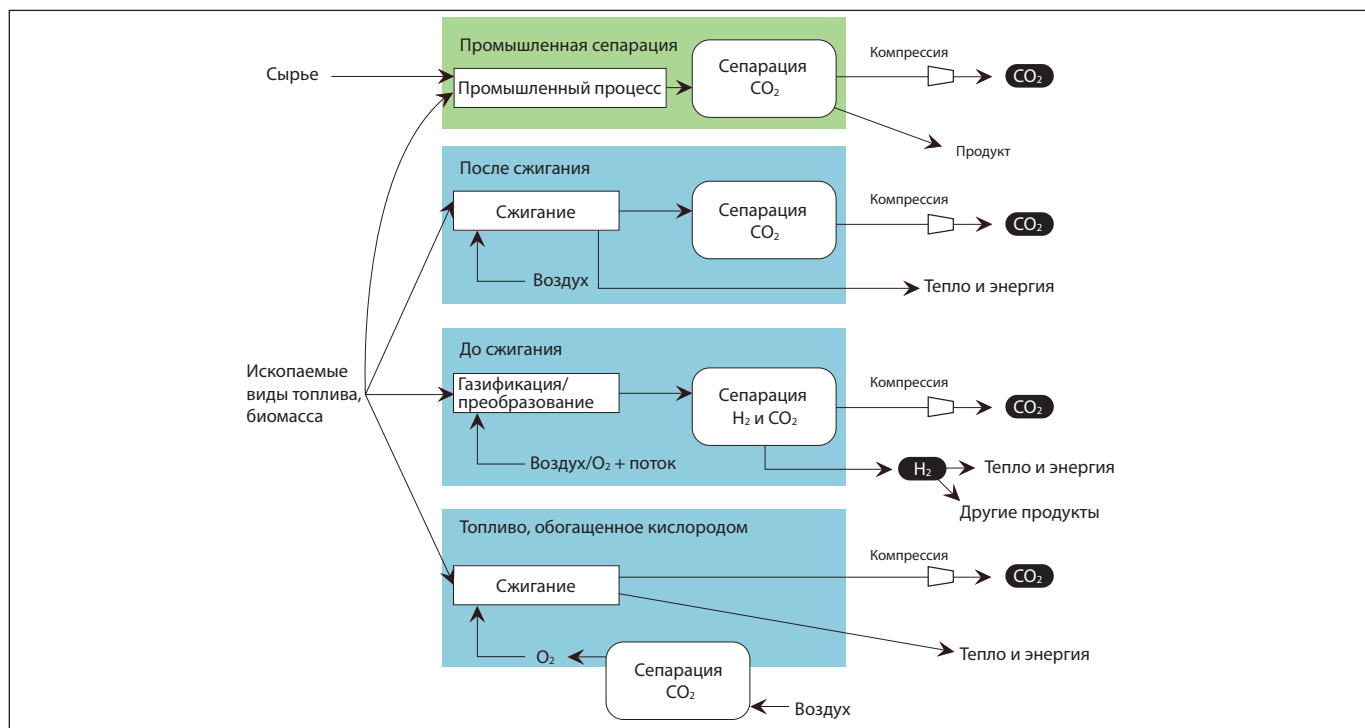 Промышленная сепарация
Сырье
Промышленный процесс
Сепарация
CO₂
Компрессия
CO₂
Продукт
После сжигания
Сжигание
Сепарация
CO₂
Компрессия
CO₂
Воздух
Тепло и энергия
До сжигания
Ископаемые
виды топлива,
биомасса
Газификация/
преобразование
Сепарация
H₂ и CO₂
Компрессия
CO₂
Воздух/O₂ + поток
H₂
Тепло и энергия
Другие продукты
Топливо, обогащенное кислородом
Сжигание
Компрессия
CO₂
O₂
Сепарация
CO₂
Тепло и энергия
Воздух